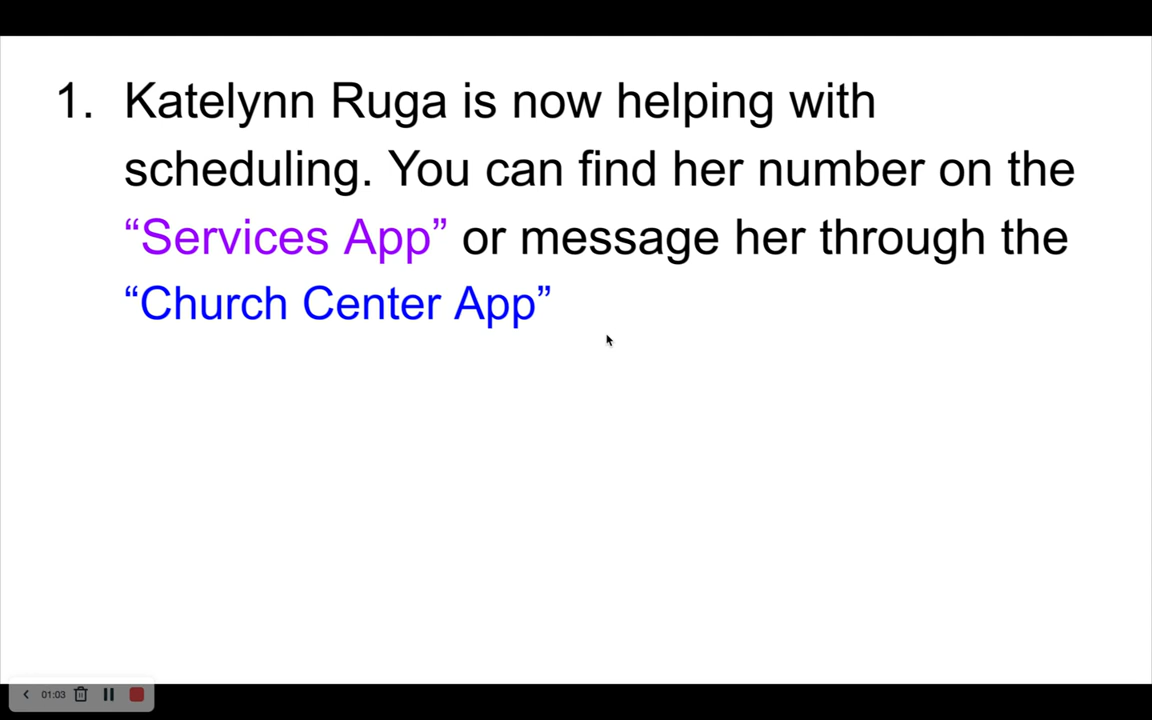 1. Katelynn Ruga is now helping with
scheduling. You can find her number on the
“Services App” or message her through the
“Church Center App”
01:03